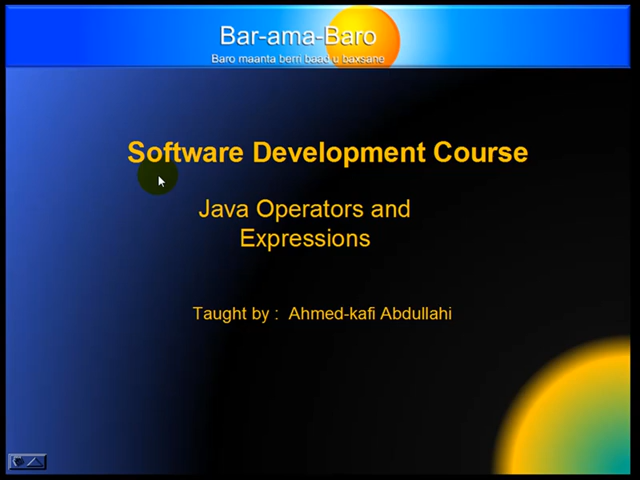 Bar-ama-Baro
Baro maanta berri baad u baxsane
Software Development Course
Java Operators and
Expressions
Taught by : Ahmed-kafi Abdullahi